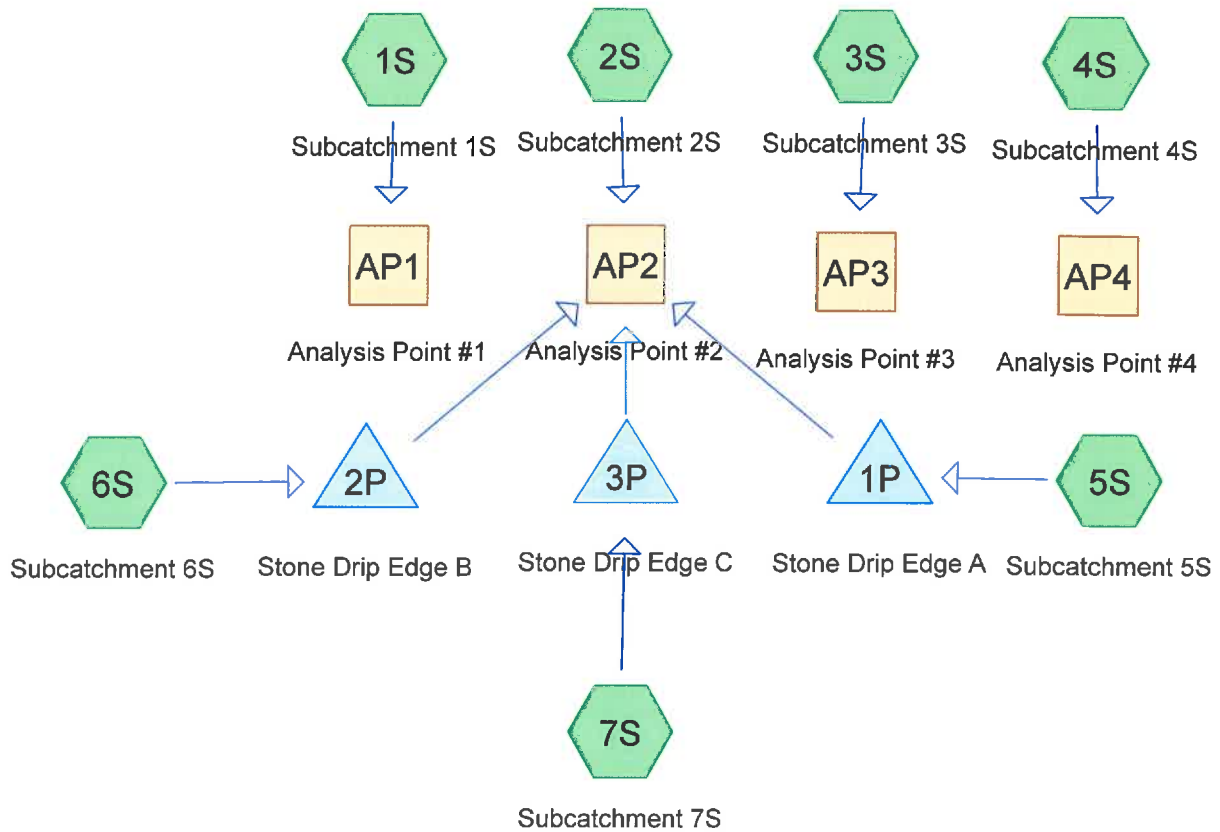 1S
2S
3S
4S
Subcatchment 1S
Subcatchment 2S
Subcatchment 3S
Subcatchment 4S
AP1
AP2
AP3
AP4
Analysis Point #1
Analysis Point #2
Analysis Point #3
Analysis Point #4
6S
2P
3P
1P
5S
Subcatchment 6S
Stone Drip Edge B
Stone Drip Edge C
Stone Drip Edge A
Subcatchment 5S
7S
Subcatchment 7S